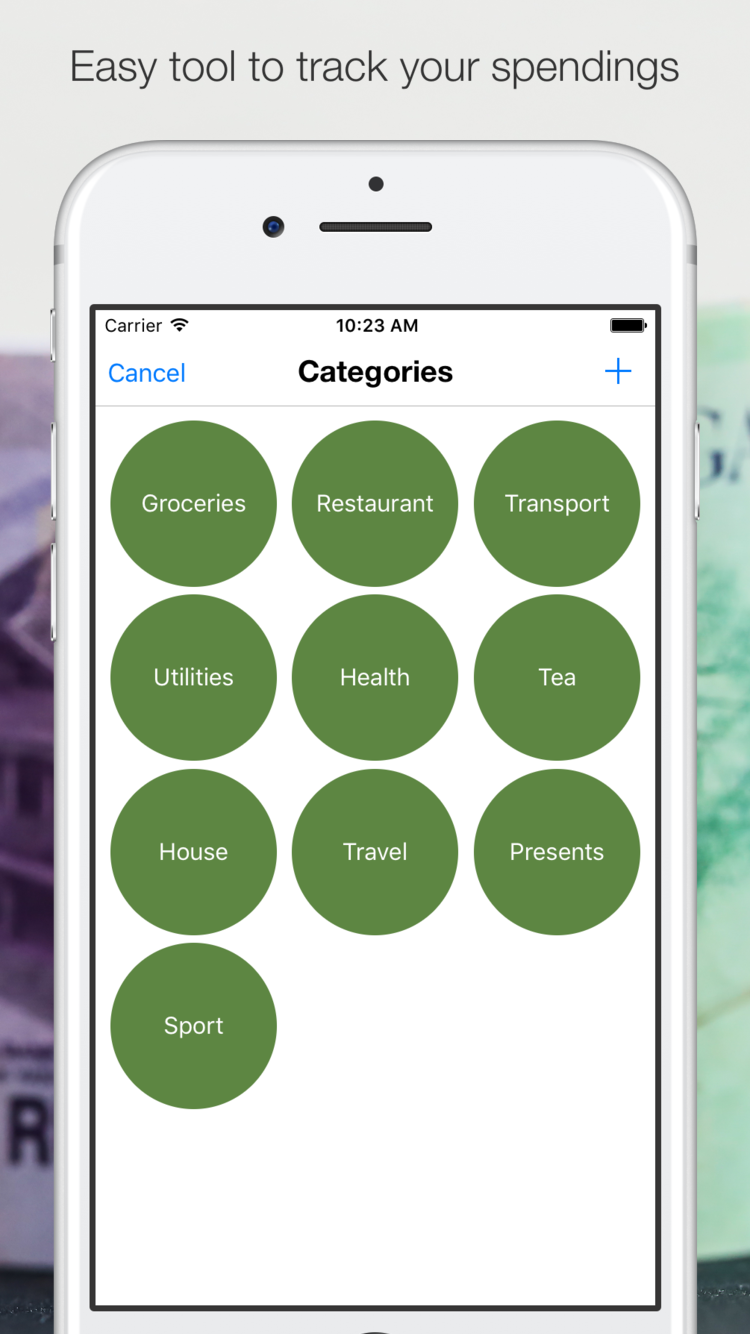 Easy tool to track your spendings
Carrier 10:23 AM
Cancel Categories +
Groceries Restaurant Transport
Utilities Health Tea
House Travel Presents
Sport
R